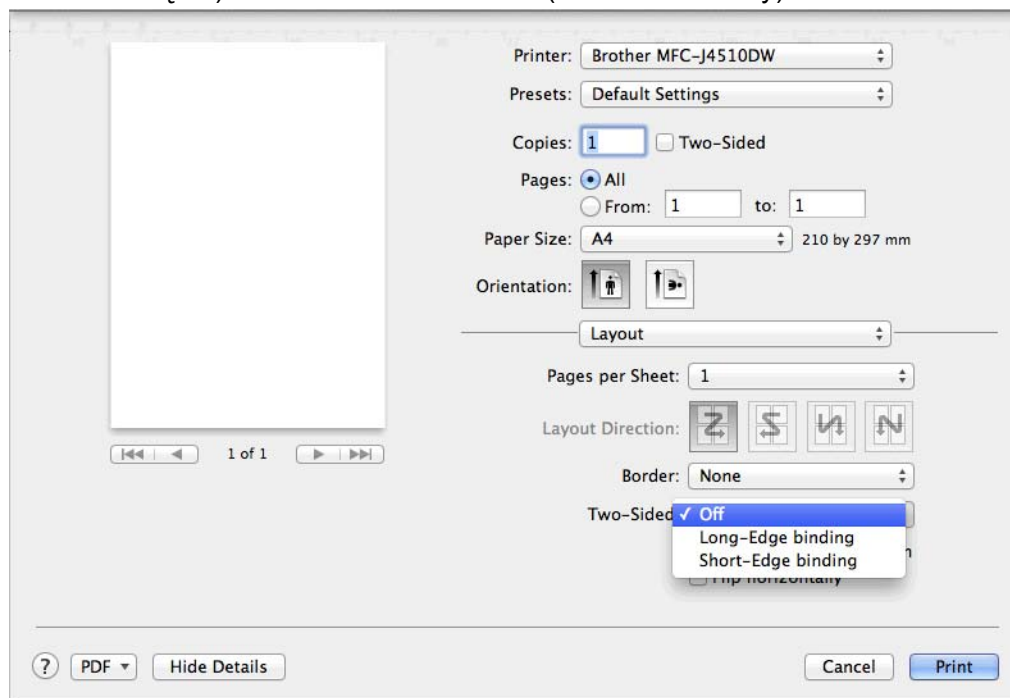 Printer: Brother MFC-J4510DW
Presets: Default Settings
Copies: 1 Two-Sided
Pages: All
From: 1 to: 1
Paper Size: A4 210 by 297 mm
Orientation:
Layout
Pages per Sheet: 1
Layout Direction:
1 of 1
Border: None
Two-Sided ✓ Off
Long-Edge binding
Short-Edge binding
Flip horizontally
? PDF Hide Details Cancel Print